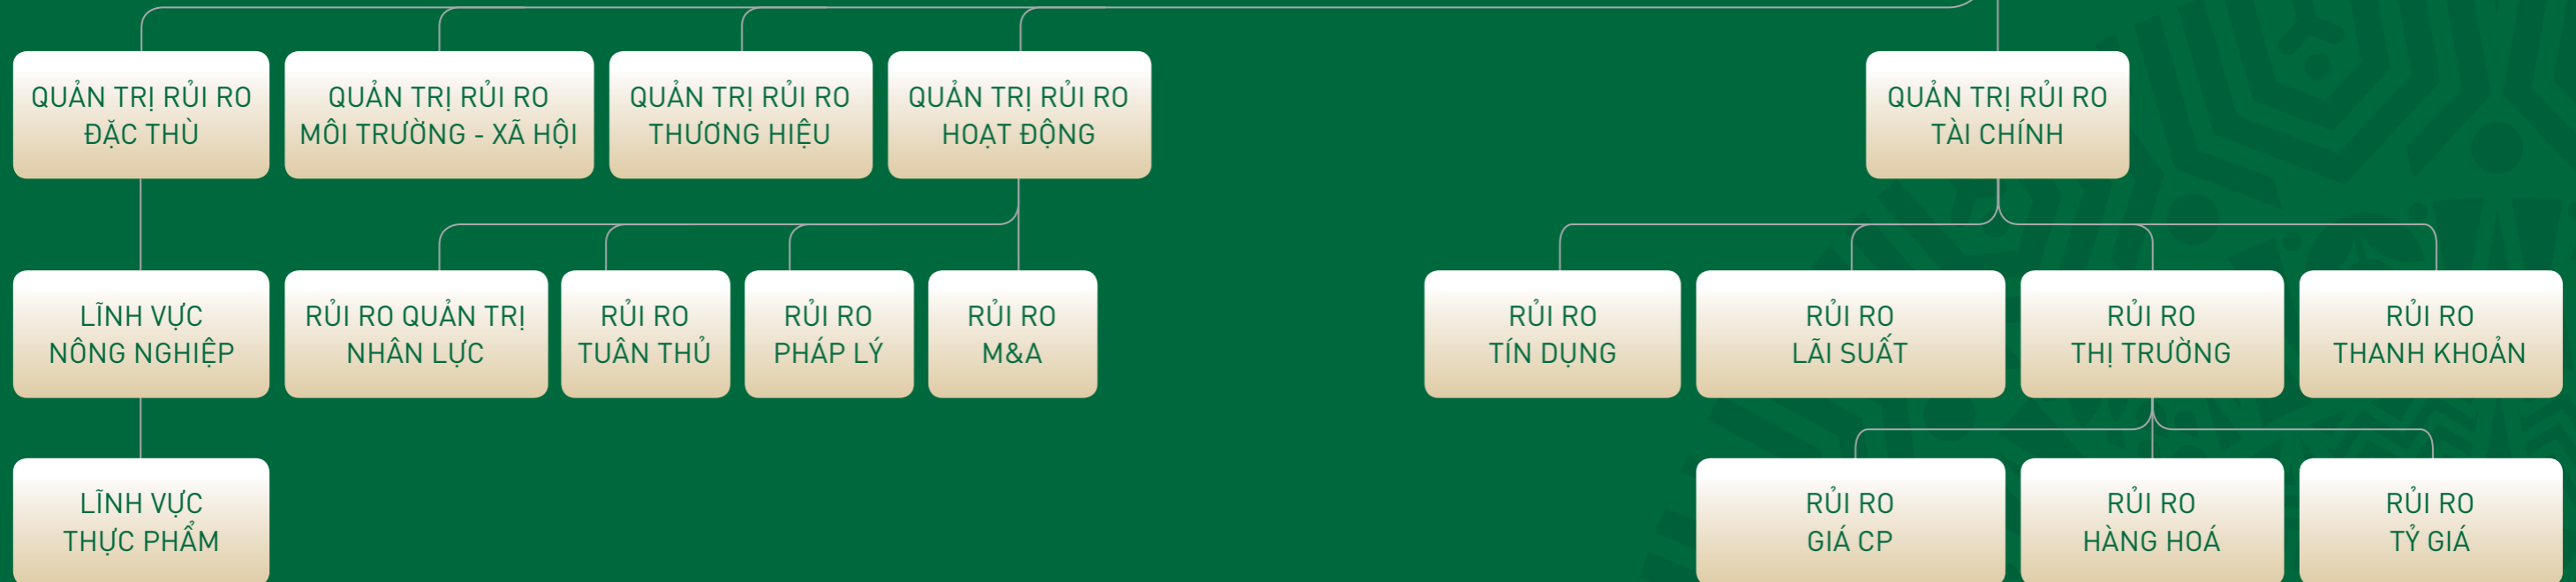 QUẢN TRỊ RỦI RO
ĐẶC THÙ
QUẢN TRỊ RỦI RO
MÔI TRƯỜNG - XÃ HỘI
QUẢN TRỊ RỦI RO
THƯƠNG HIỆU
QUẢN TRỊ RỦI RO
HOẠT ĐỘNG
QUẢN TRỊ RỦI RO
TÀI CHÍNH
LĨNH VỰC
NÔNG NGHIỆP
RỦI RO QUẢN TRỊ
NHÂN LỰC
RỦI RO
TUÂN THỦ
RỦI RO
PHÁP LÝ
RỦI RO
M&A
RỦI RO
TÍN DỤNG
RỦI RO
LÃI SUẤT
RỦI RO
THỊ TRƯỜNG
RỦI RO
THANH KHOẢN
LĨNH VỰC
THỰC PHẨM
RỦI RO
GIÁ CP
RỦI RO
HÀNG HOÁ
RỦI RO
TỶ GIÁ